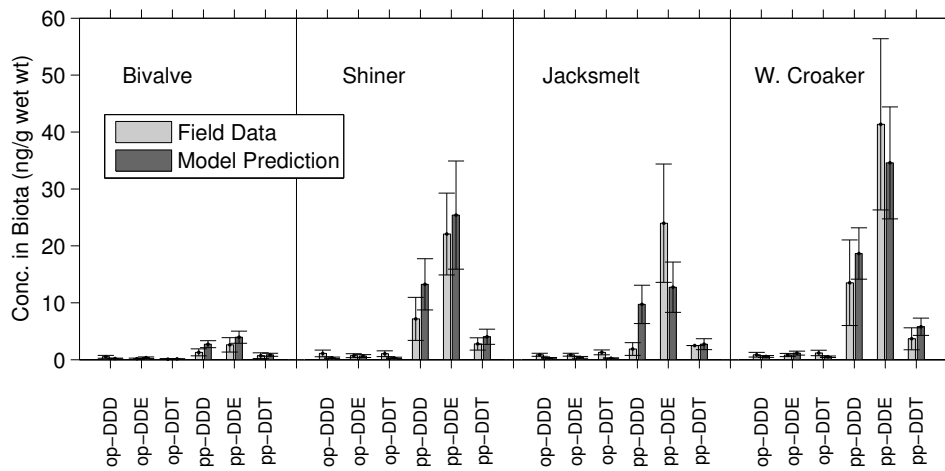 60
50
40
30
20
10
0
Conc. in Biota (ng/g wet wt)
Bivalve
Shiner
Jacksmelt
W. Croaker
Field Data
Model Prediction
op−DDD
op−DDE
op−DDT
pp−DDD
pp−DDE
pp−DDT
op−DDD
op−DDE
op−DDT
pp−DDD
pp−DDE
pp−DDT
op−DDD
op−DDE
op−DDT
pp−DDD
pp−DDE
pp−DDT
op−DDD
op−DDE
op−DDT
pp−DDD
pp−DDE
pp−DDT